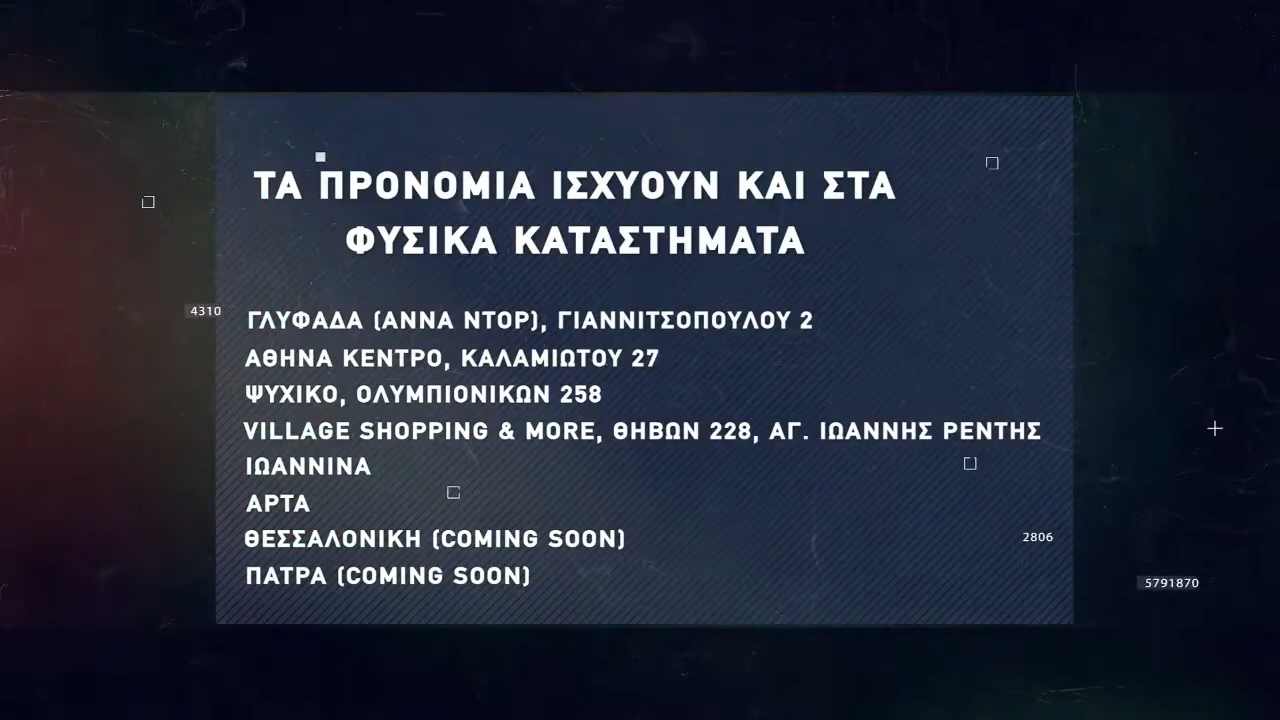 ΤΑ ΠΡΟΝΟΜΙΑ ΙΣΧΥΟΥΝ ΚΑΙ ΣΤΑ
ΦΥΣΙΚΑ ΚΑΤΑΣΤΗΜΑΤΑ
4310
ΓΛΥΦΑΔΑ (ΑΝΝΑ ΝΤΟΡ), ΓΙΑΝΝΙΤΣΟΠΟΥΛΟΥ 2
ΑΘΗΝΑ ΚΕΝΤΡΟ, ΚΑΛΑΜΙΩΤΟΥ 27
ΨΥΧΙΚΟ, ΟΛΥΜΠΙΟΝΙΚΩΝ 258
VILLAGE SHOPPING & MORE, ΘΗΒΩΝ 228, ΑΓ. ΙΩΑΝΝΗΣ ΡΕΝΤΗΣ
ΙΩΑΝΝΙΝΑ
ΑΡΤΑ
ΘΕΣΣΑΛΟΝΙΚΗ (COMING SOON)
2806
ΠΑΤΡΑ (COMING SOON)
5791870